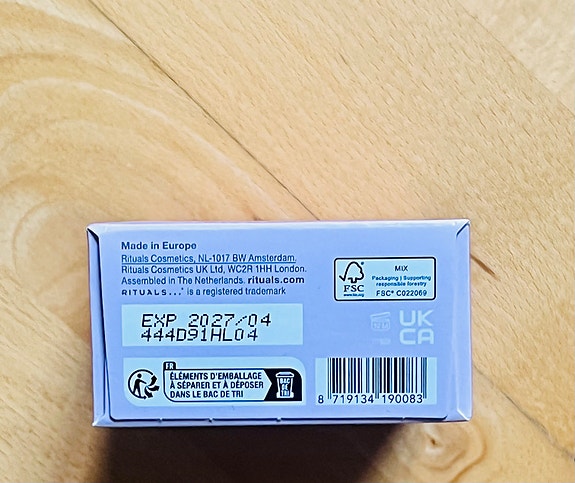 Made in Europe
Rituals Cosmetics, NL-1017 BW Amsterdam.
Rituals Cosmetics UK Ltd, WC2R 1HH London.
Assembled in The Netherlands. rituals.com
RITUALS...® is a registered trademark
FSC
www.fsc.org
MIX
Packaging | Supporting
responsible forestry
FSC® C022069
EXP 2027/04
444D91HL04
UK
CA
FR
ÉLÉMENTS D'EMBALLAGE
À SÉPARER ET À DÉPOSER
DANS LE BAC DE TRI
BAC
DE
TRI
8 719134 190083